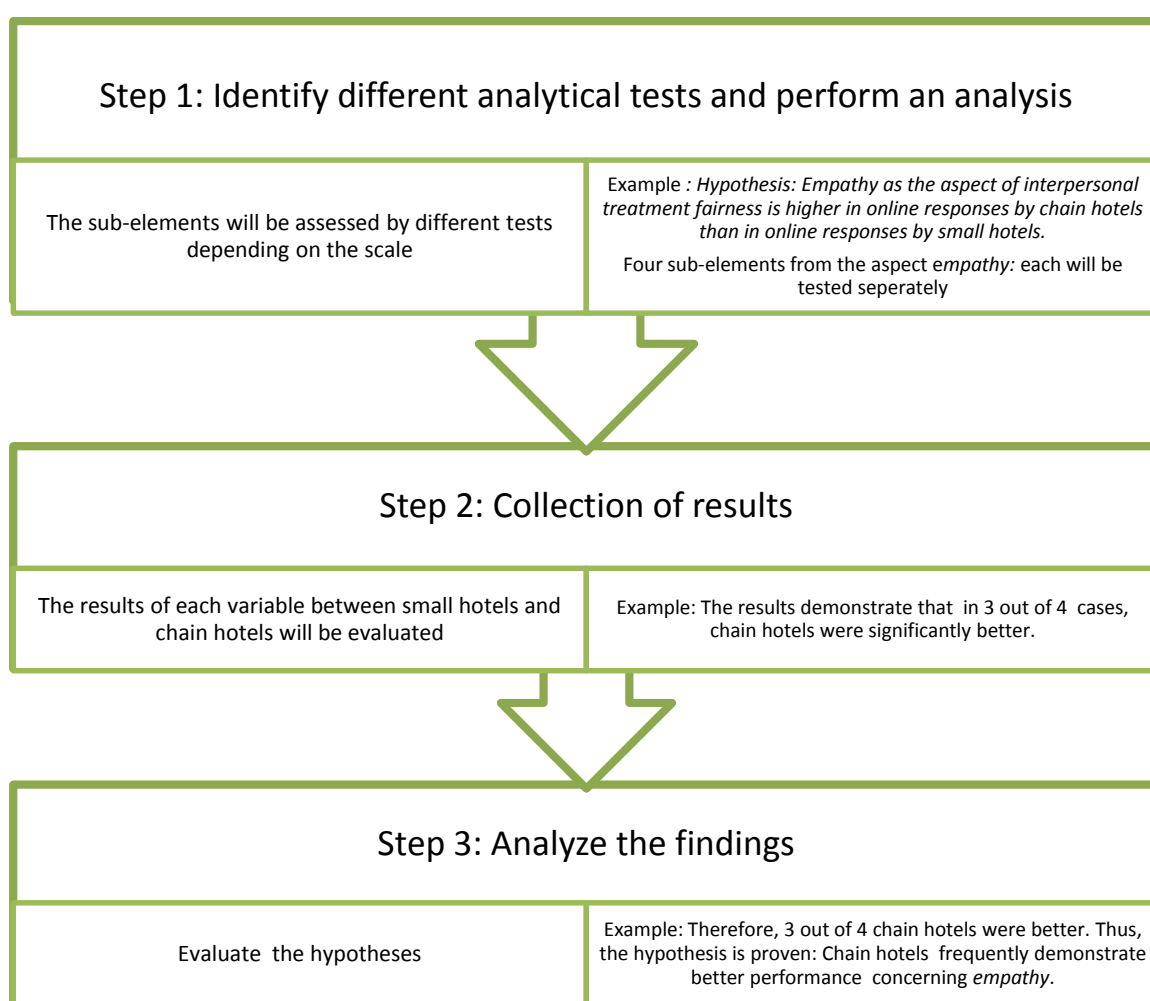 Step 1: Identify different analytical tests and perform an analysis
The sub-elements will be assessed by different tests
depending on the scale
Example : Hypothesis: Empathy as the aspect of interpersonal
treatment fairness is higher in online responses by chain hotels
than in online responses by small hotels.
Four sub-elements from the aspect empathy: each will be
tested seperately
Step 2: Collection of results
The results of each variable between small hotels and
chain hotels will be evaluated
Example: The results demonstrate that in 3 out of 4 cases,
chain hotels were significantly better.
Step 3: Analyze the findings
Evaluate the hypotheses
Example: Therefore, 3 out of 4 chain hotels were better. Thus,
the hypothesis is proven: Chain hotels frequently demonstrate
better performance concerning empathy.